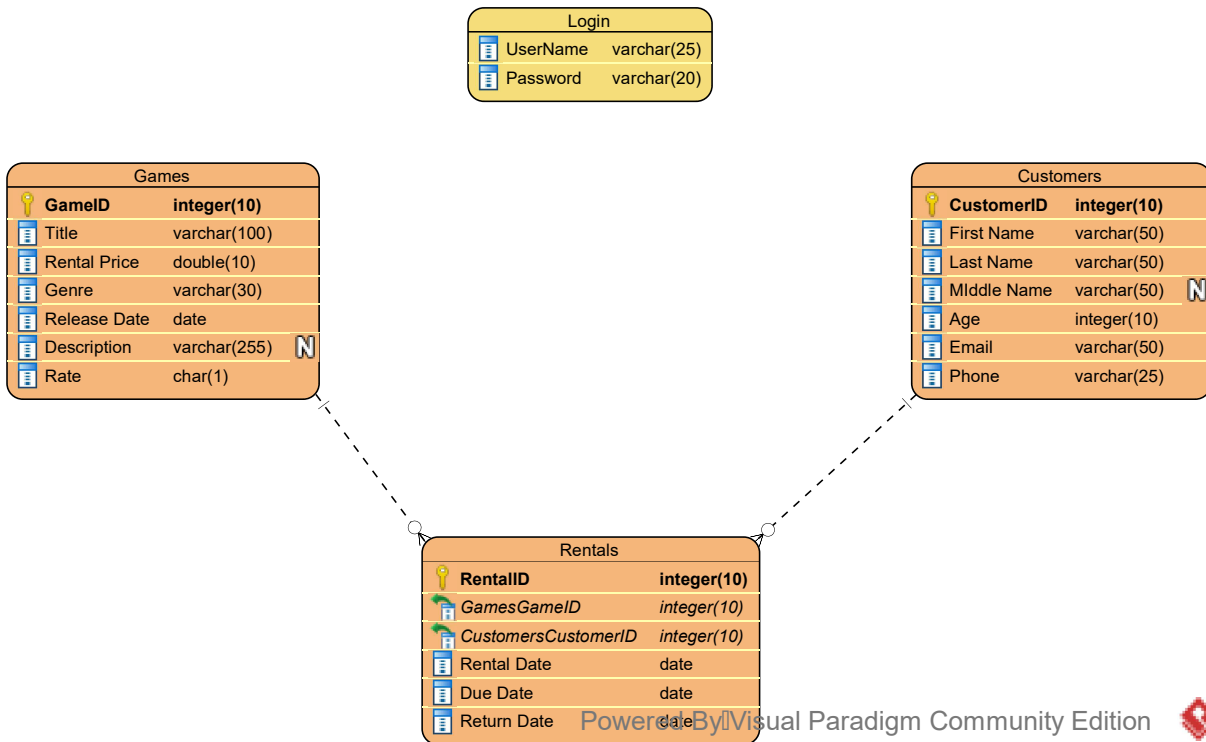 Login
UserName varchar(25)
Password varchar(20)
Games
GameID integer(10)
Title varchar(100)
Rental Price double(10)
Genre varchar(30)
Release Date date
Description varchar(255) N
Rate char(1)
Customers
CustomerID integer(10)
First Name varchar(50)
Last Name varchar(50)
MIddle Name varchar(50) N
Age integer(10)
Email varchar(50)
Phone varchar(25)
Rentals
RentalID integer(10)
GamesGameID integer(10)
CustomersCustomerID integer(10)
Rental Date date
Due Date date
Return Date date
Powered By Visual Paradigm Community Edition